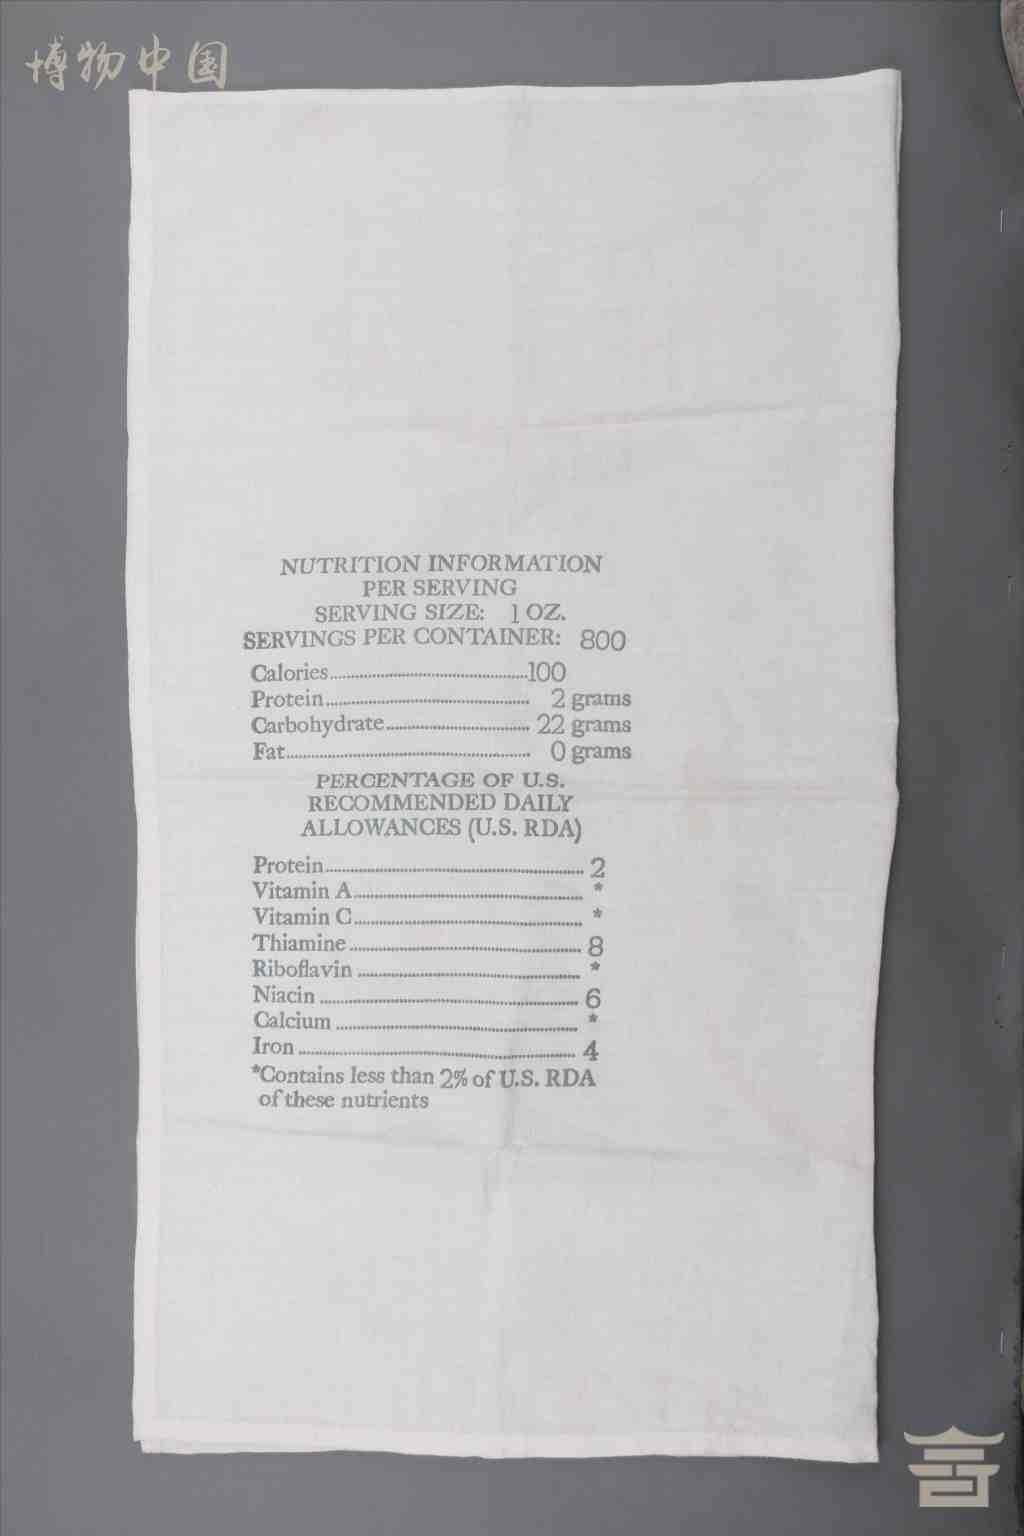 博物中国
NUTRITION INFORMATION
PER SERVING
SERVING SIZE: 1 OZ.
SERVINGS PER CONTAINER: 800
Calories........................................100
Protein........................................ 2 grams
Carbohydrate............................ 22 grams
Fat................................................ 0 grams
PERCENTAGE OF U.S.
RECOMMENDED DAILY
ALLOWANCES (U.S. RDA)
Protein.................................................. 2
Vitamin A............................................. *
Vitamin C............................................. *
Thiamine.............................................. 8
Riboflavin............................................ *
Niacin................................................... 6
Calcium................................................ *
Iron....................................................... 4
*Contains less than 2% of U.S. RDA
of these nutrients